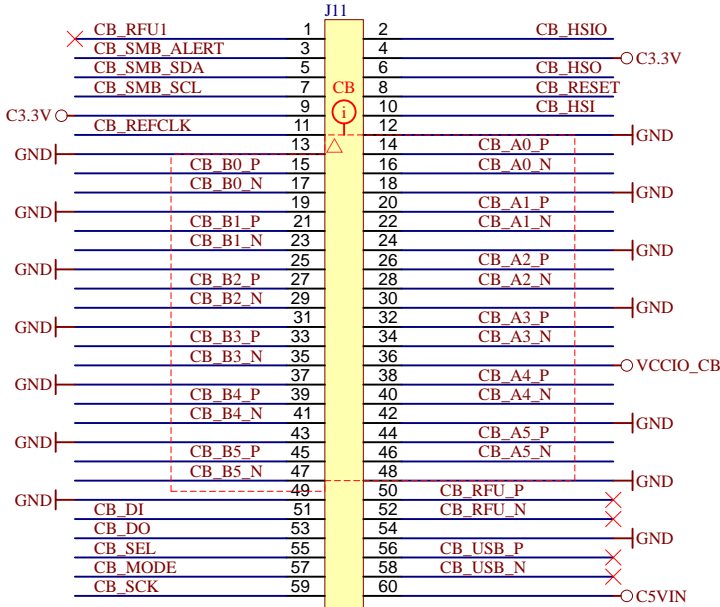 J11
CB_RFU1 1 2 CB_HSIO
CB_SMB_ALERT 3 4 C3.3V
CB_SMB_SDA 5 6 CB_HSO
CB_SMB_SCL 7 CB 8 CB_RESET
C3.3V 9 i 10 CB_HSI
CB_REFCLK 11 12 GND
GND 13 14 CB_A0_P
CB_B0_P 15 16 CB_A0_N
CB_B0_N 17 18 GND
GND 19 20 CB_A1_P
CB_B1_P 21 22 CB_A1_N
CB_B1_N 23 24 GND
GND 25 26 CB_A2_P
CB_B2_P 27 28 CB_A2_N
CB_B2_N 29 30 GND
GND 31 32 CB_A3_P
CB_B3_P 33 34 CB_A3_N
CB_B3_N 35 36 VCCIO_CB
GND 37 38 CB_A4_P
CB_B4_P 39 40 CB_A4_N
CB_B4_N 41 42 GND
GND 43 44 CB_A5_P
CB_B5_P 45 46 CB_A5_N
CB_B5_N 47 48 GND
GND 49 50 CB_RFU_P
CB_DI 51 52 CB_RFU_N
CB_DO 53 54 GND
CB_SEL 55 56 CB_USB_P
CB_MODE 57 58 CB_USB_N
CB_SCK 59 60 C5VIN